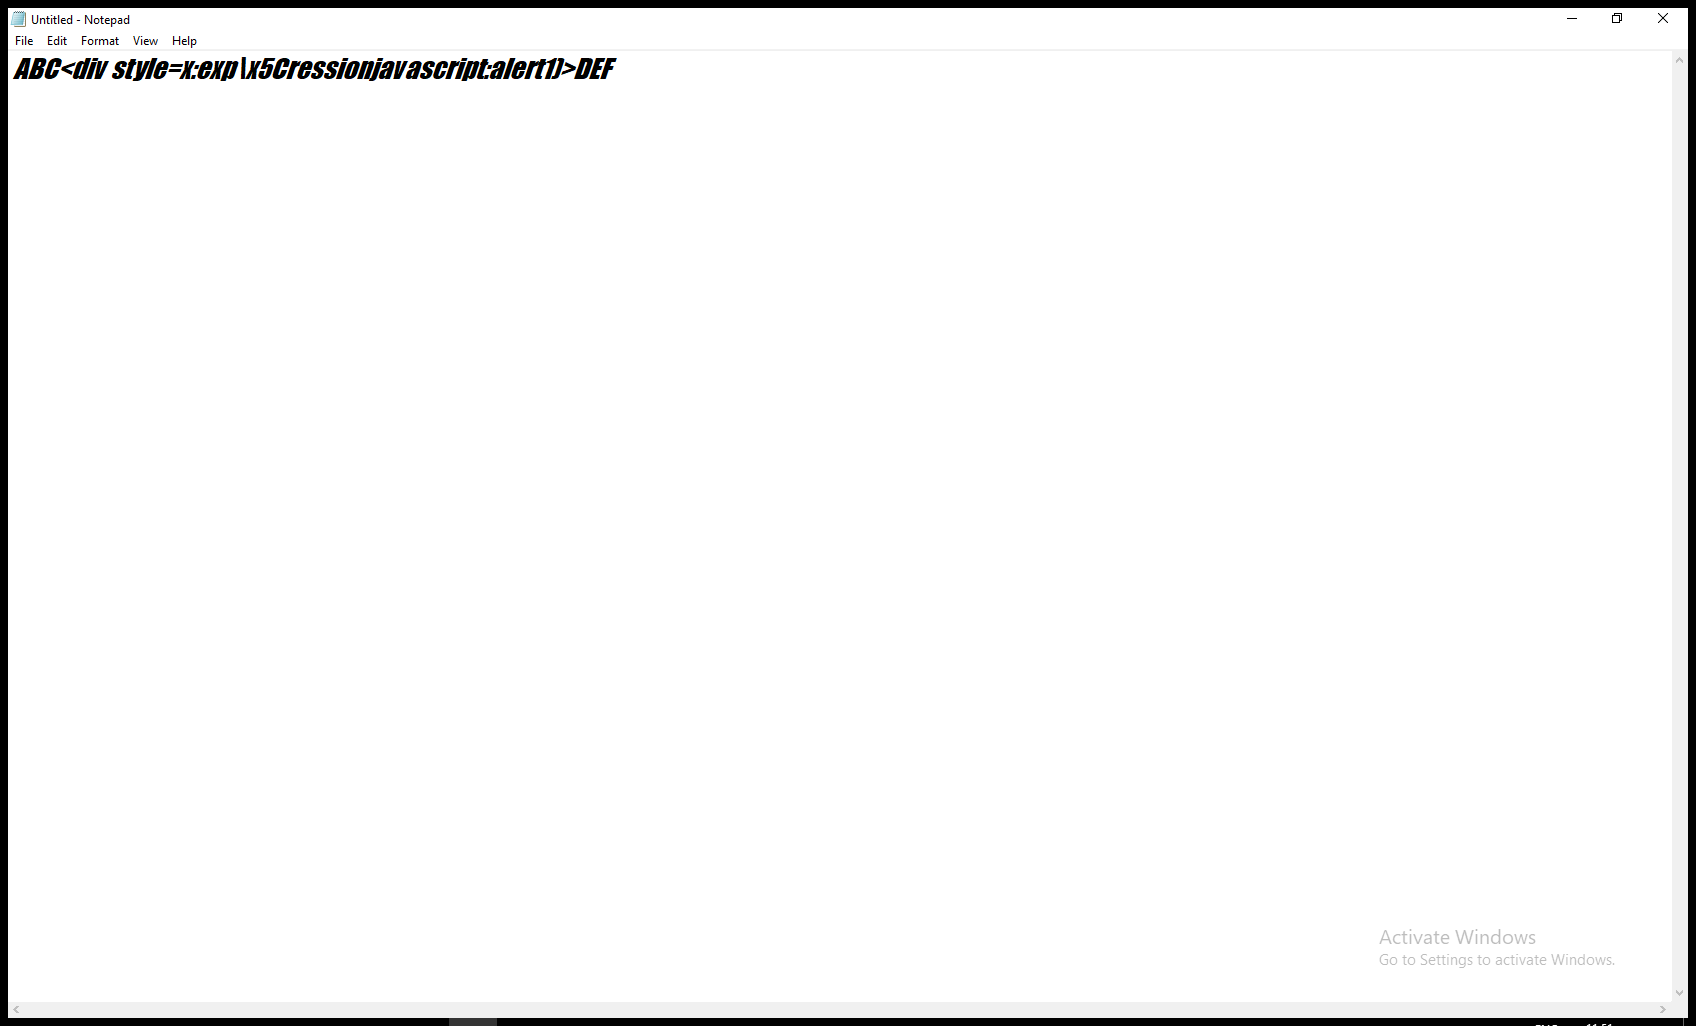 Untitled - Notepad
File Edit Format View Help
ABC<div style=x:exp\x5Cressionjavascript:alert1)>DEF
Activate Windows
Go to Settings to activate Windows.